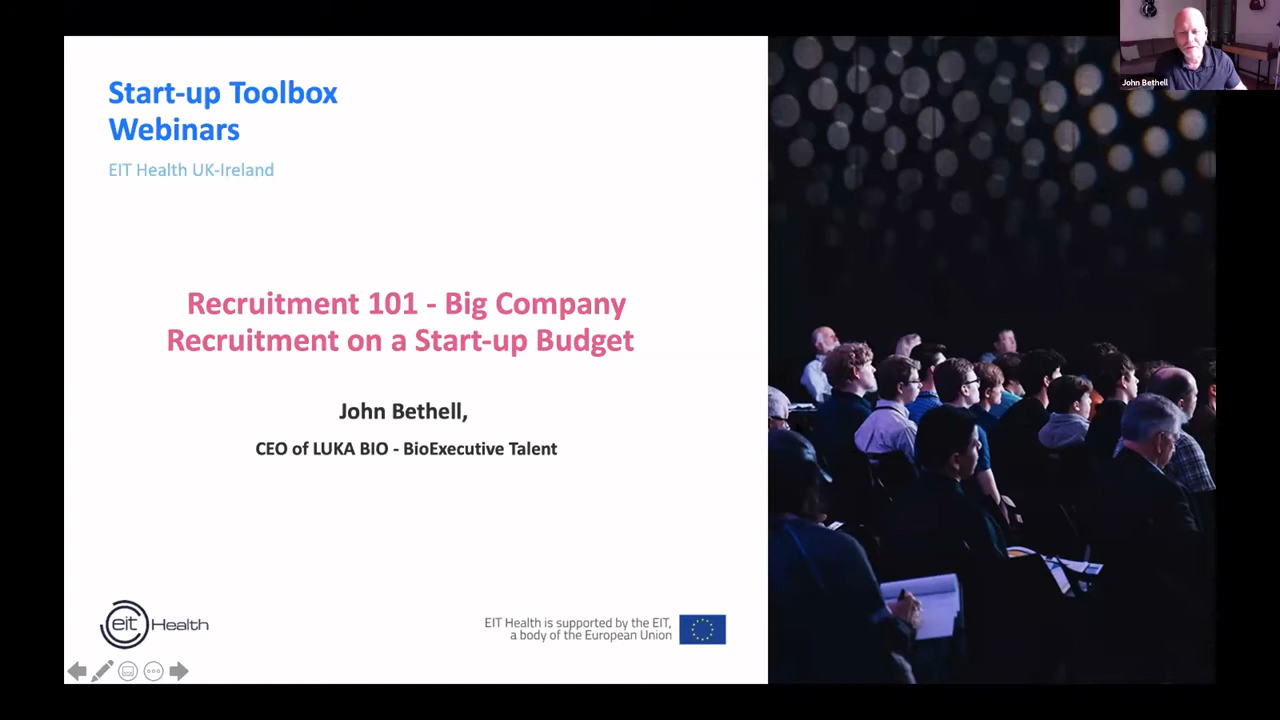 Start-up Toolbox
Webinars
EIT Health UK-Ireland
Recruitment 101 - Big Company
Recruitment on a Start-up Budget
John Bethell,
CEO of LUKA BIO - BioExecutive Talent
eit Health
EIT Health is supported by the EIT,
a body of the European Union
John Bethell